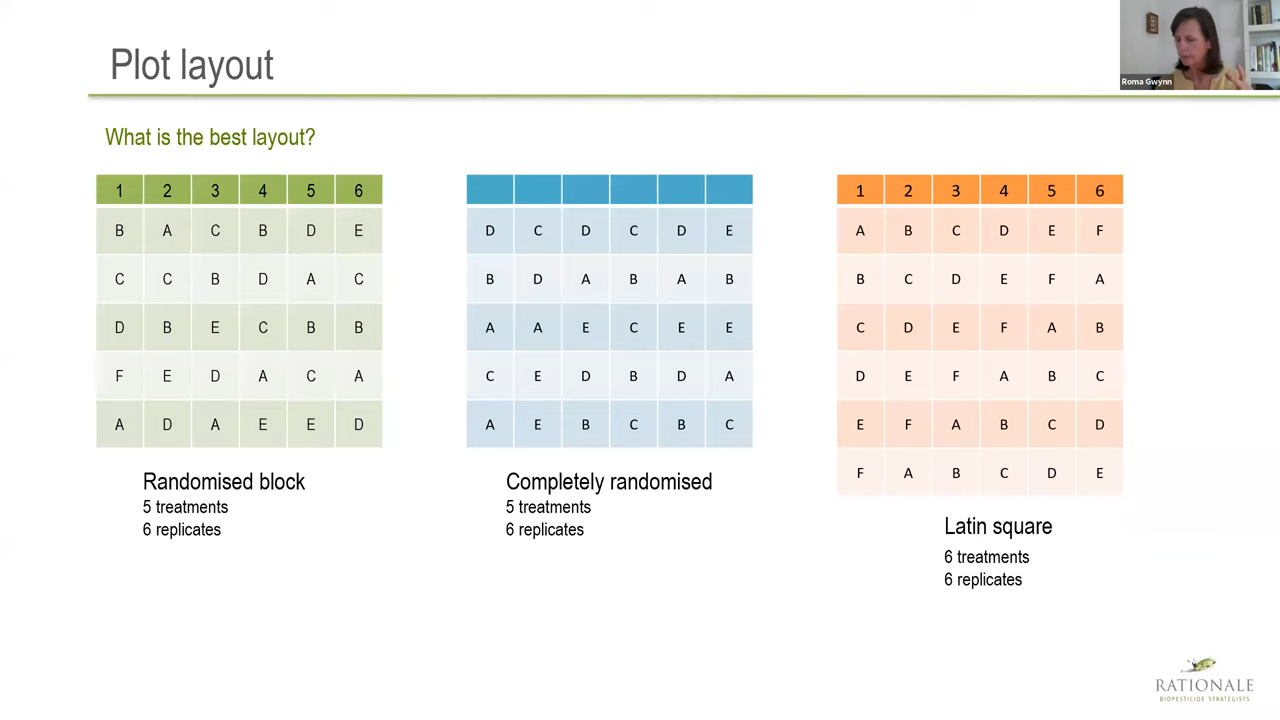 Plot layout
Roma Gwynn
What is the best layout?
1 2 3 4 5 6
B A C B D E
C C B D A C
D B E C B B
F E D A C A
A D A E E D
Randomised block
5 treatments
6 replicates
D C D C D E
B D A B A B
A A E C E E
C E D B D A
A E B C B C
Completely randomised
5 treatments
6 replicates
1 2 3 4 5 6
A B C D E F
B C D E F A
C D E F A B
D E F A B C
E F A B C D
F A B C D E
Latin square
6 treatments
6 replicates
RATIONALE
BIOPESTICIDE STRATEGISTS